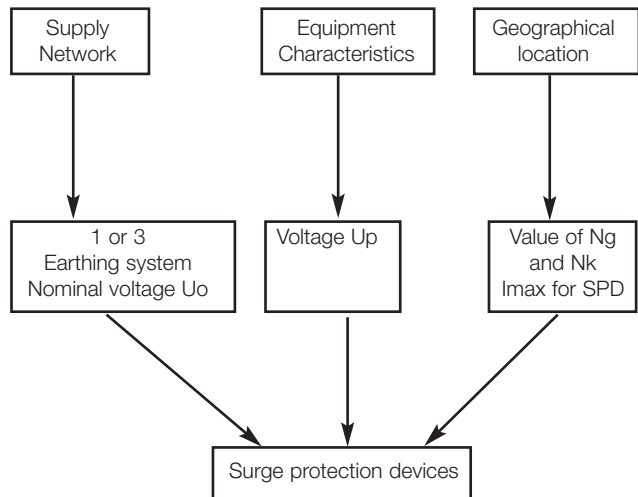 Supply
Network
Equipment
Characteristics
Geographical
location
1 or 3
Earthing system
Nominal voltage Uo
Voltage Up
Value of Ng
and Nk
Imax for SPD
Surge protection devices